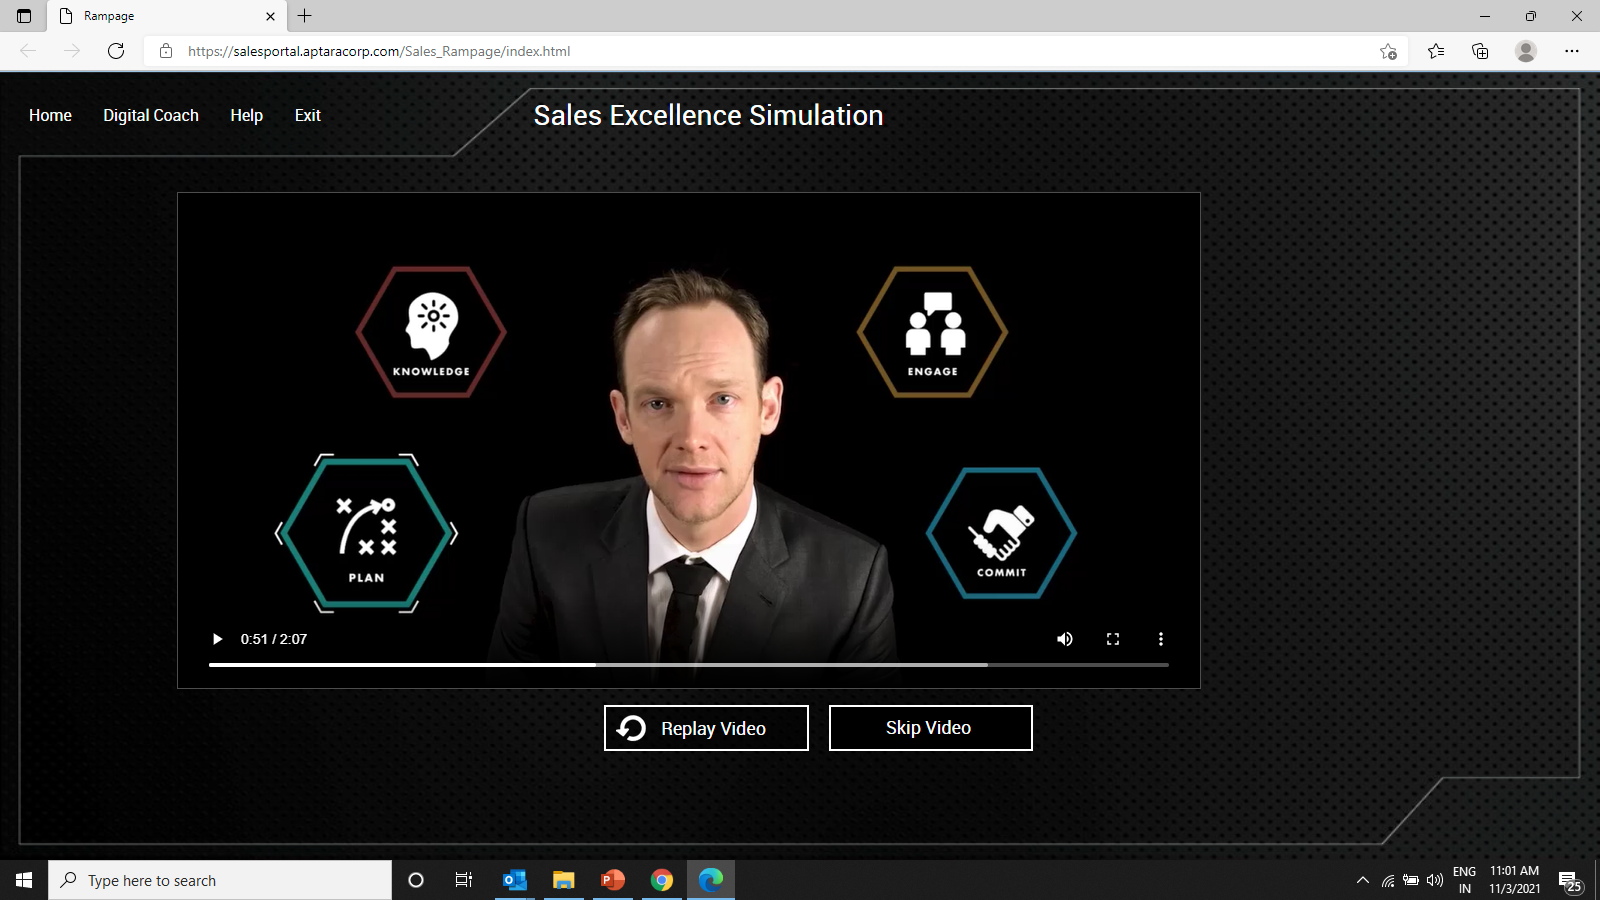 Rampage
https://salesportal.aptaracorp.com/Sales_Rampage/index.html
Home Digital Coach Help Exit
Sales Excellence Simulation
KNOWLEDGE
ENGAGE
PLAN
COMMIT
0:51 / 2:07
Replay Video
Skip Video
Type here to search
ENG
IN
11:01 AM
11/3/2021
25